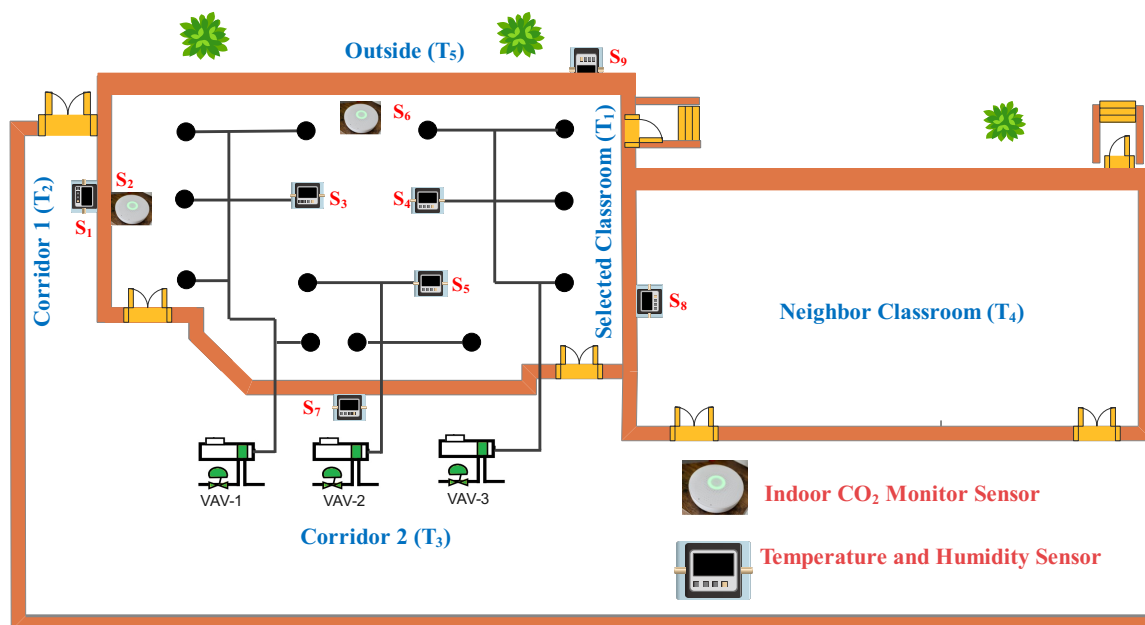 Outside (T₅)
S₉
S₆
Selected Classroom (T₁)
S₂
S₃
S₄
S₁
Corridor 1 (T₂)
S₅
S₈
Neighbor Classroom (T₄)
S₇
VAV-1
VAV-2
VAV-3
Indoor CO₂ Monitor Sensor
Corridor 2 (T₃)
Temperature and Humidity Sensor